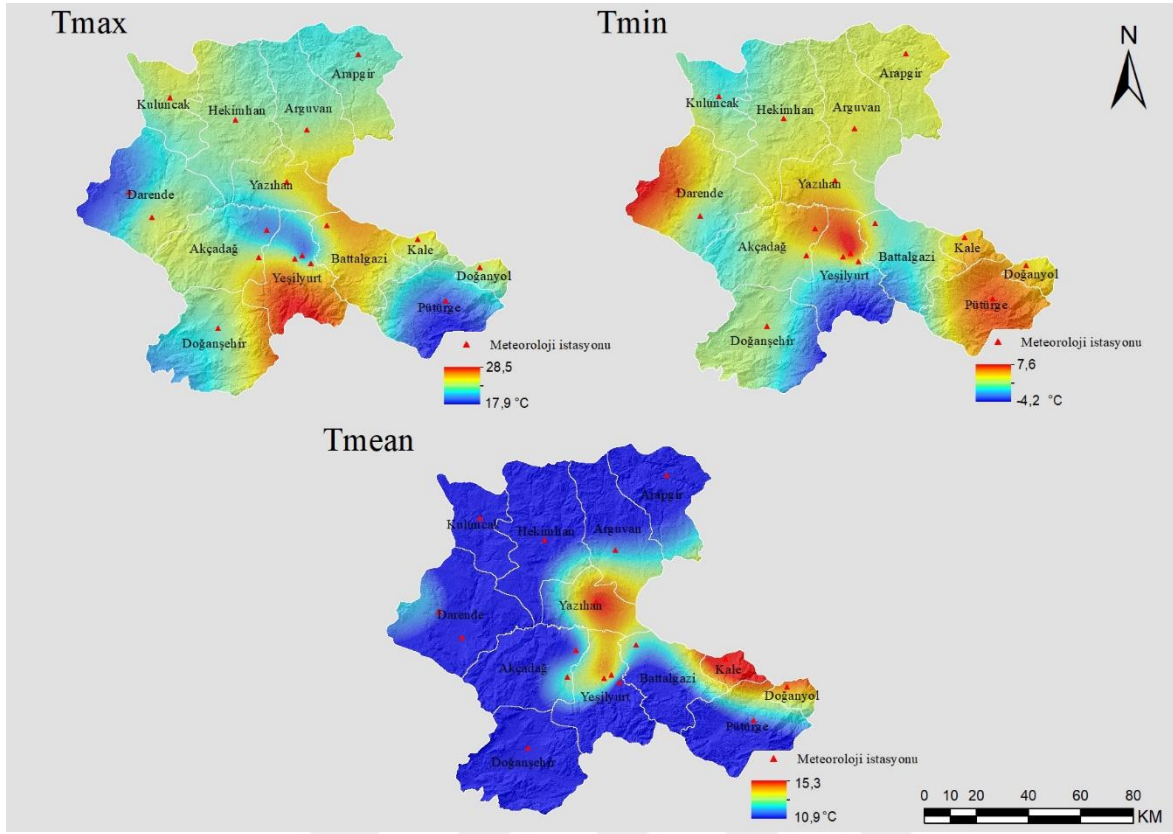 Tmax
Arapgir
Kuluncak
Hekimhan
Arguvan
Darende
Yazıhan
Akçadağ
Battalgazi
Kale
Yeşilyurt
Doğanyol
Pütürge
Doğanşehir
Meteoroloji istasyonu
28,5
17,9 °C
Tmin
N
Arapgir
Kuluncak
Hekimhan
Arguvan
Darende
Yazıhan
Akçadağ
Battalgazi
Kale
Yeşilyurt
Doğanyol
Pütürge
Doğanşehir
Meteoroloji istasyonu
7,6
-4,2 °C
Tmean
Arapgir
Kuluncak
Hekimhan
Arguvan
Darende
Yazıhan
Akçadağ
Battalgazi
Kale
Yeşilyurt
Doğanyol
Pütürge
Doğanşehir
Meteoroloji istasyonu
15,3
10,9 °C
0 10 20 40 60 80
KM